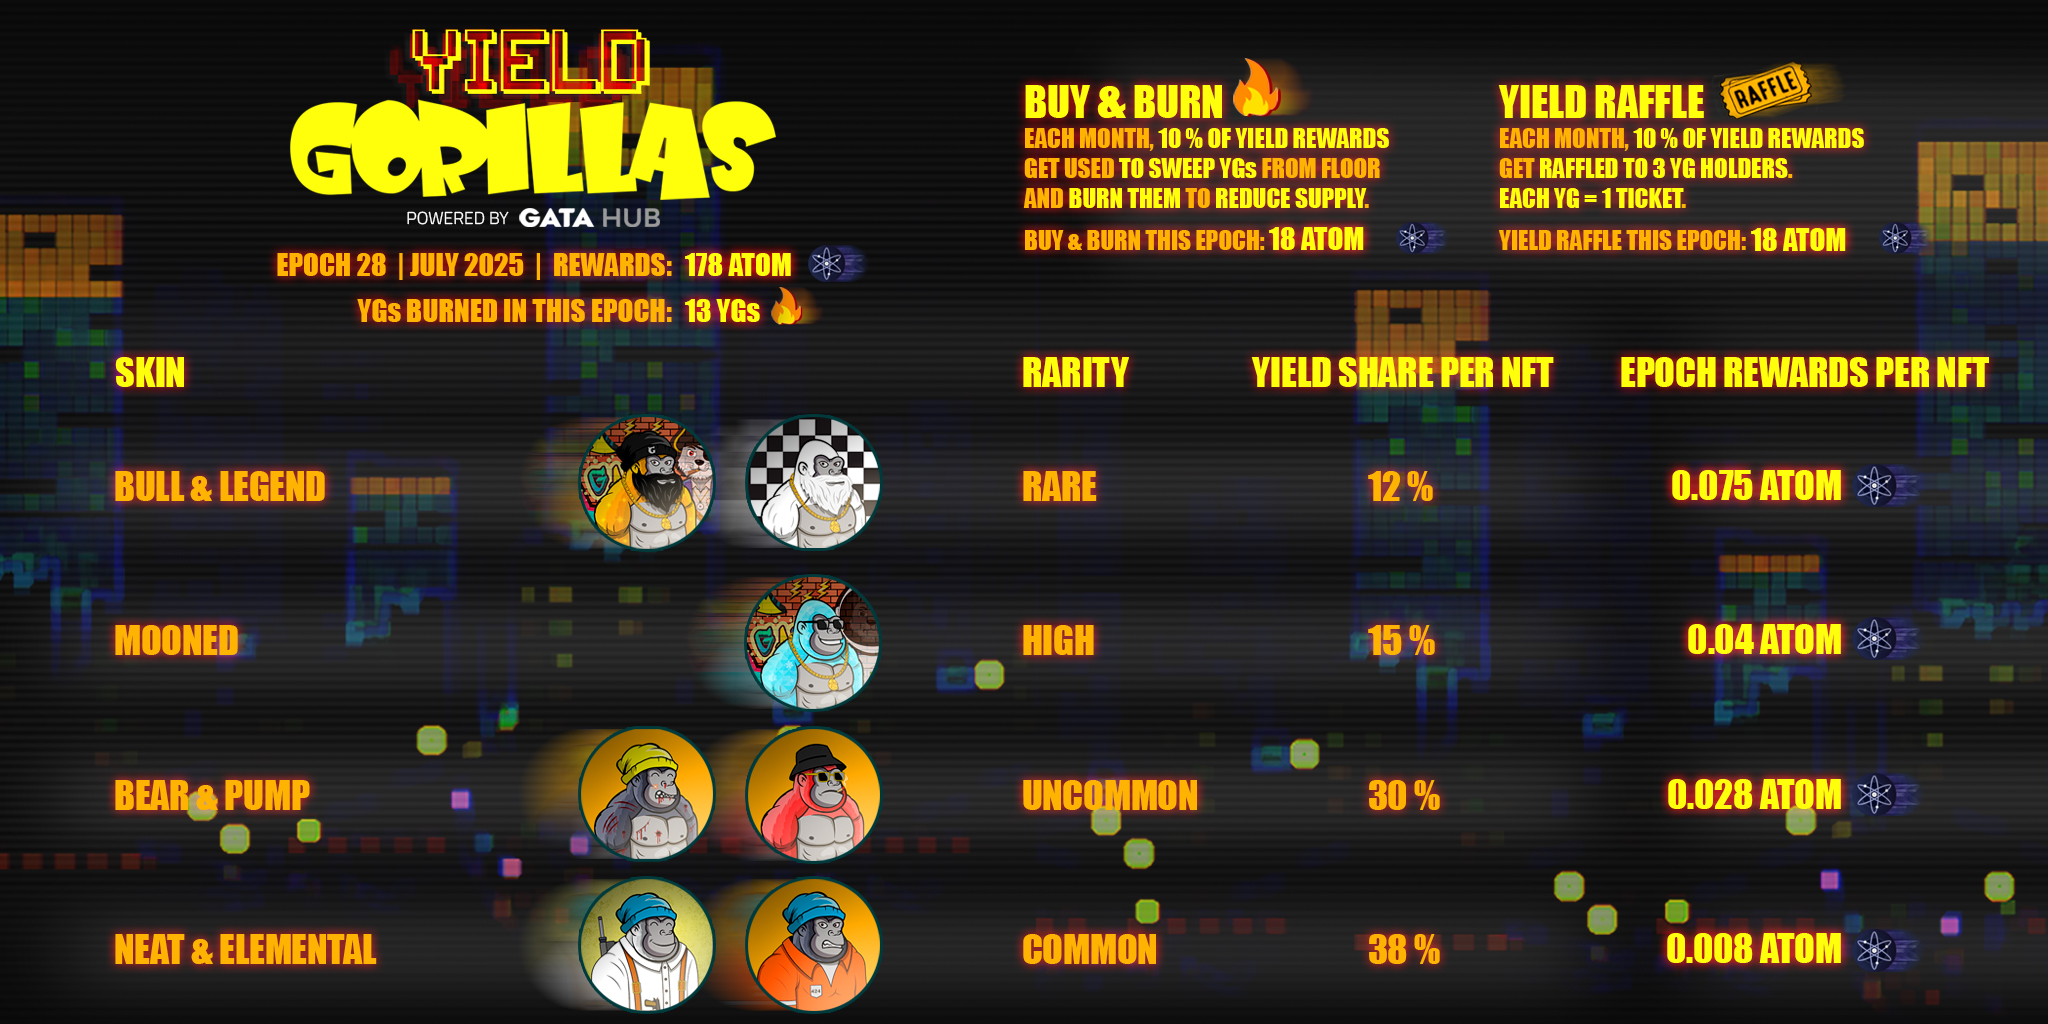 YIELD
GORILLAS
POWERED BY GATA HUB
EPOCH 28 | JULY 2025 | REWARDS: 178 ATOM
YGs BURNED IN THIS EPOCH: 13 YGs
BUY & BURN
EACH MONTH, 10 % OF YIELD REWARDS
GET USED TO SWEEP YGs FROM FLOOR
AND BURN THEM TO REDUCE SUPPLY.
BUY & BURN THIS EPOCH: 18 ATOM
YIELD RAFFLE RAFFLE
EACH MONTH, 10 % OF YIELD REWARDS
GET RAFFLED TO 3 YG HOLDERS.
EACH YG = 1 TICKET.
YIELD RAFFLE THIS EPOCH: 18 ATOM
SKIN RARITY YIELD SHARE PER NFT EPOCH REWARDS PER NFT
BULL & LEGEND RARE 12 % 0.075 ATOM
MOONED HIGH 15 % 0.04 ATOM
BEAR & PUMP UNCOMMON 30 % 0.028 ATOM
NEAT & ELEMENTAL COMMON 38 % 0.008 ATOM